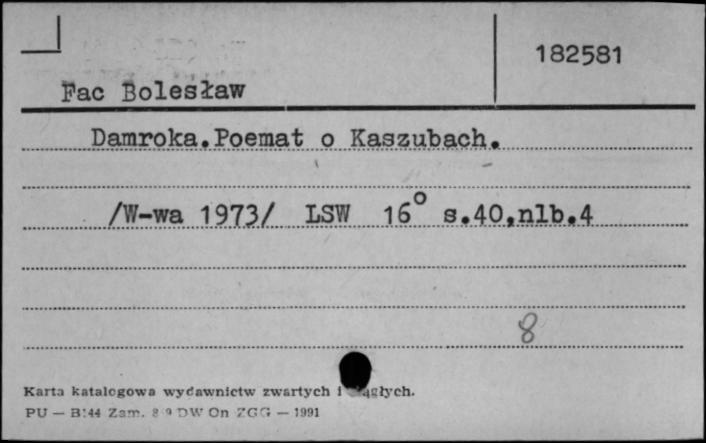 182581
Fac Bolesław
Damroka.Poemat o Kaszubach.
/W-wa 1973/ LSW 16° s.40,nlb.4
8
Karta katalogowa wydawnictw zwartych i
PU — Zam. DW On ZGG — 1991